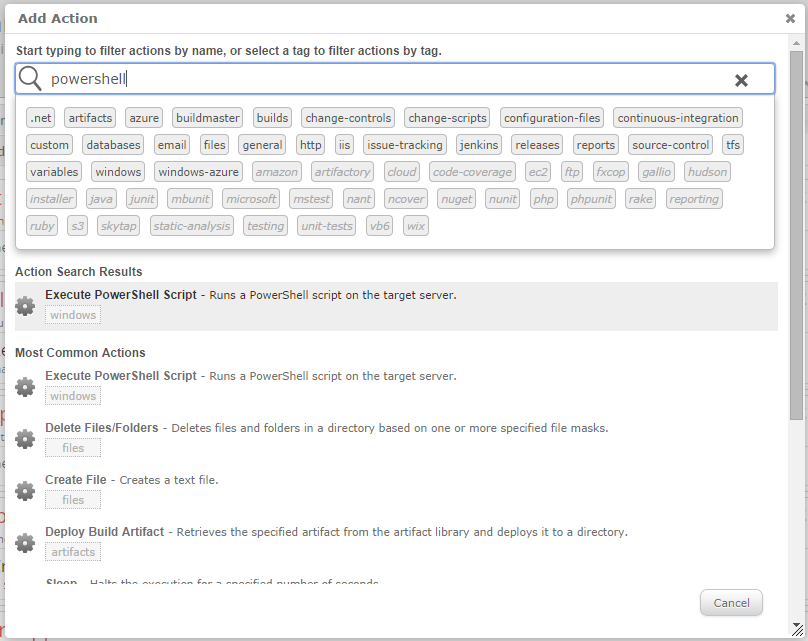 Add Action
Start typing to filter actions by name, or select a tag to filter actions by tag.
powershell
.net artifacts azure buildmaster builds change-controls change-scripts configuration-files continuous-integration
custom databases email files general http iis issue-tracking jenkins releases reports source-control tfs
variables windows windows-azure amazon artifactory cloud code-coverage ec2 ftp fxcop gallio hudson
installer java junit mbunit microsoft mstest nant ncover nuget nunit php phpunit rake reporting
ruby s3 skytap static-analysis testing unit-tests vb6 wix
Action Search Results
Execute PowerShell Script - Runs a PowerShell script on the target server.
windows
Most Common Actions
Execute PowerShell Script - Runs a PowerShell script on the target server.
windows
Delete Files/Folders - Deletes files and folders in a directory based on one or more specified file masks.
files
Create File - Creates a text file.
files
Deploy Build Artifact - Retrieves the specified artifact from the artifact library and deploys it to a directory.
artifacts
Sleep - Halts the execution for a specified number of seconds.
Cancel